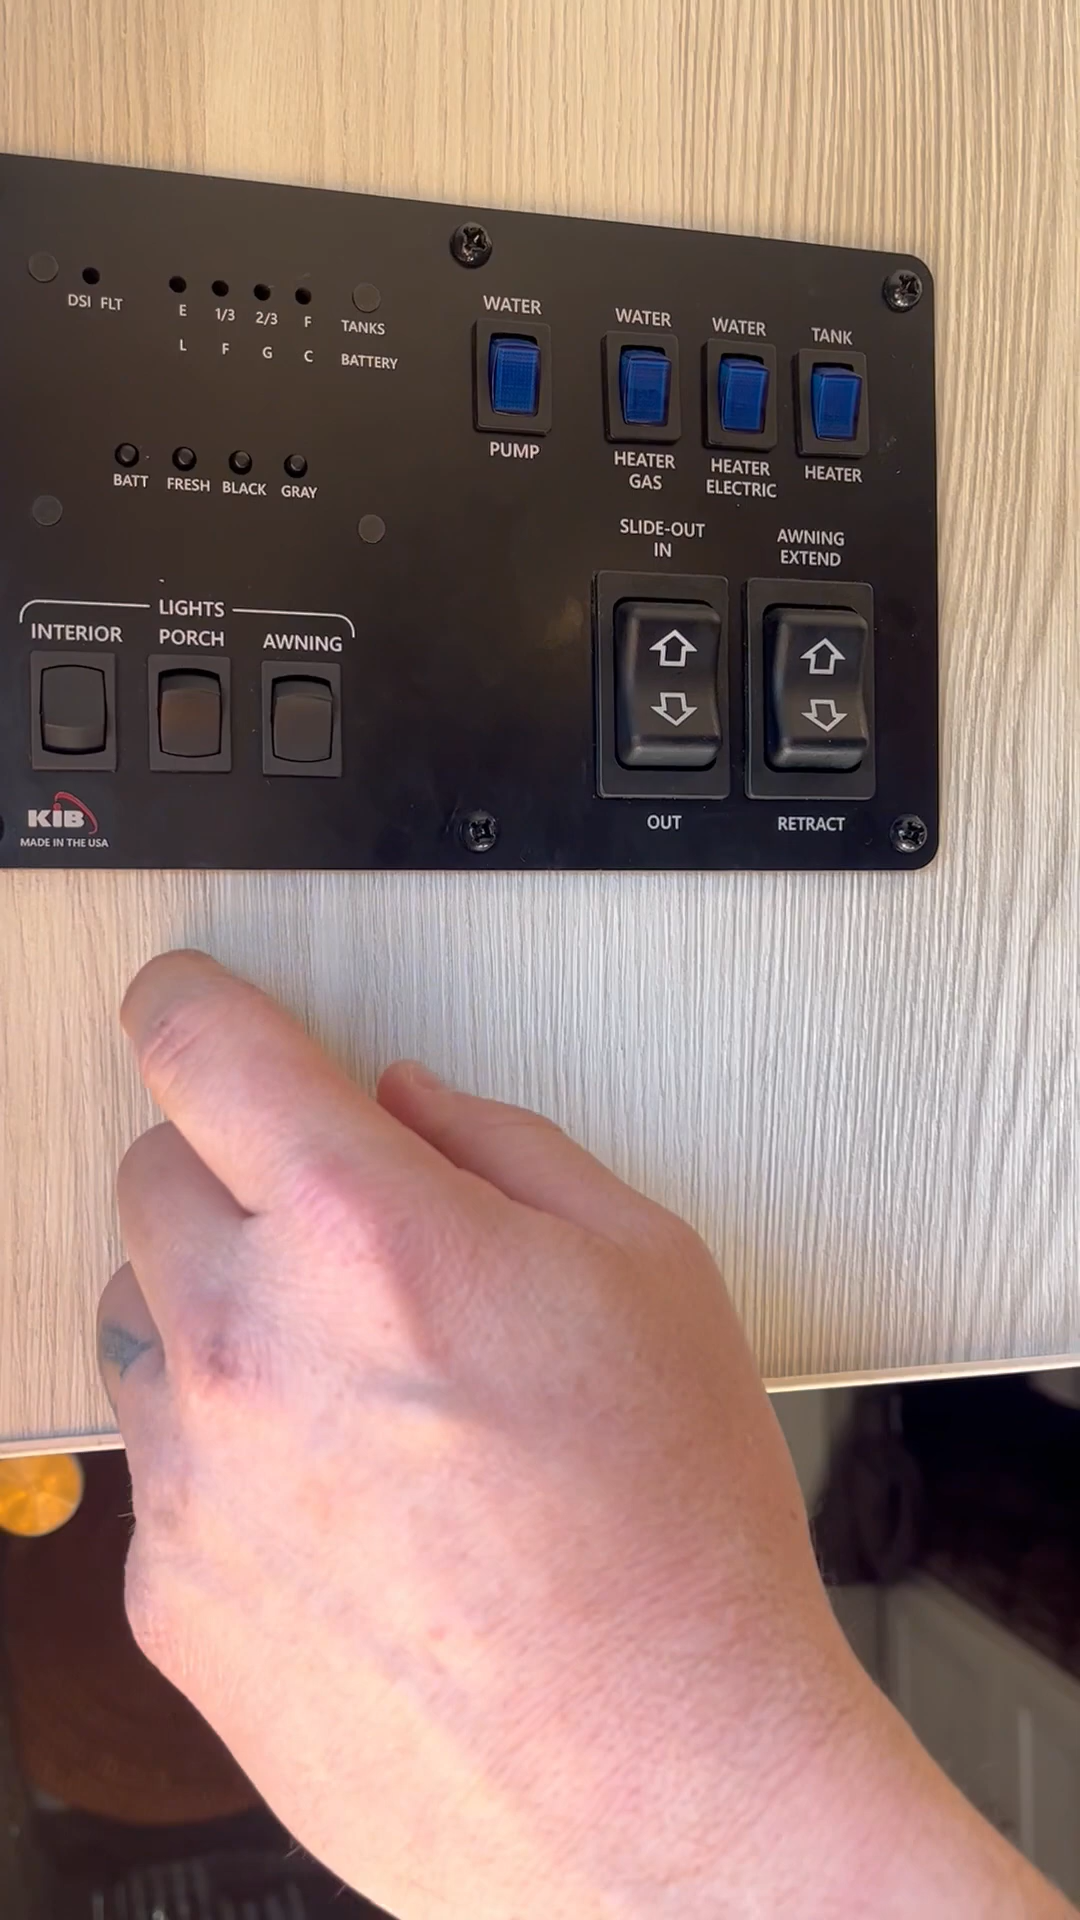 DSI FLT
E 1/3 2/3 F TANKS
L F G C BATTERY
BATT FRESH BLACK GRAY
WATER
PUMP
WATER
HEATER
GAS
WATER
HEATER
ELECTRIC
TANK
HEATER
LIGHTS
INTERIOR PORCH AWNING
SLIDE-OUT
IN
OUT
AWNING
EXTEND
RETRACT
KIB
MADE IN THE USA